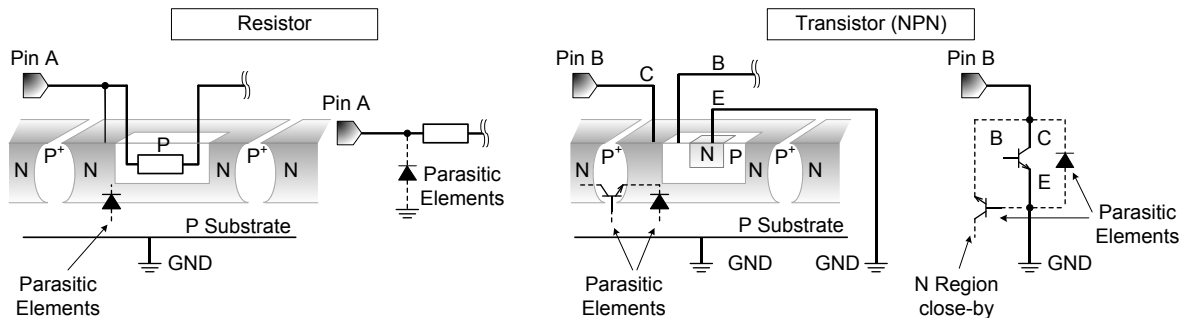 Resistor
Transistor (NPN)
Pin A
Pin A
P
N
P+
N
P+
N
N
Parasitic
Elements
P Substrate
GND
Parasitic
Elements
Pin B
C
B
E
N
P+
N
N
P
P+
N
N
P Substrate
GND
GND
Parasitic
Elements
Pin B
B
C
E
Parasitic
Elements
GND
N Region
close-by